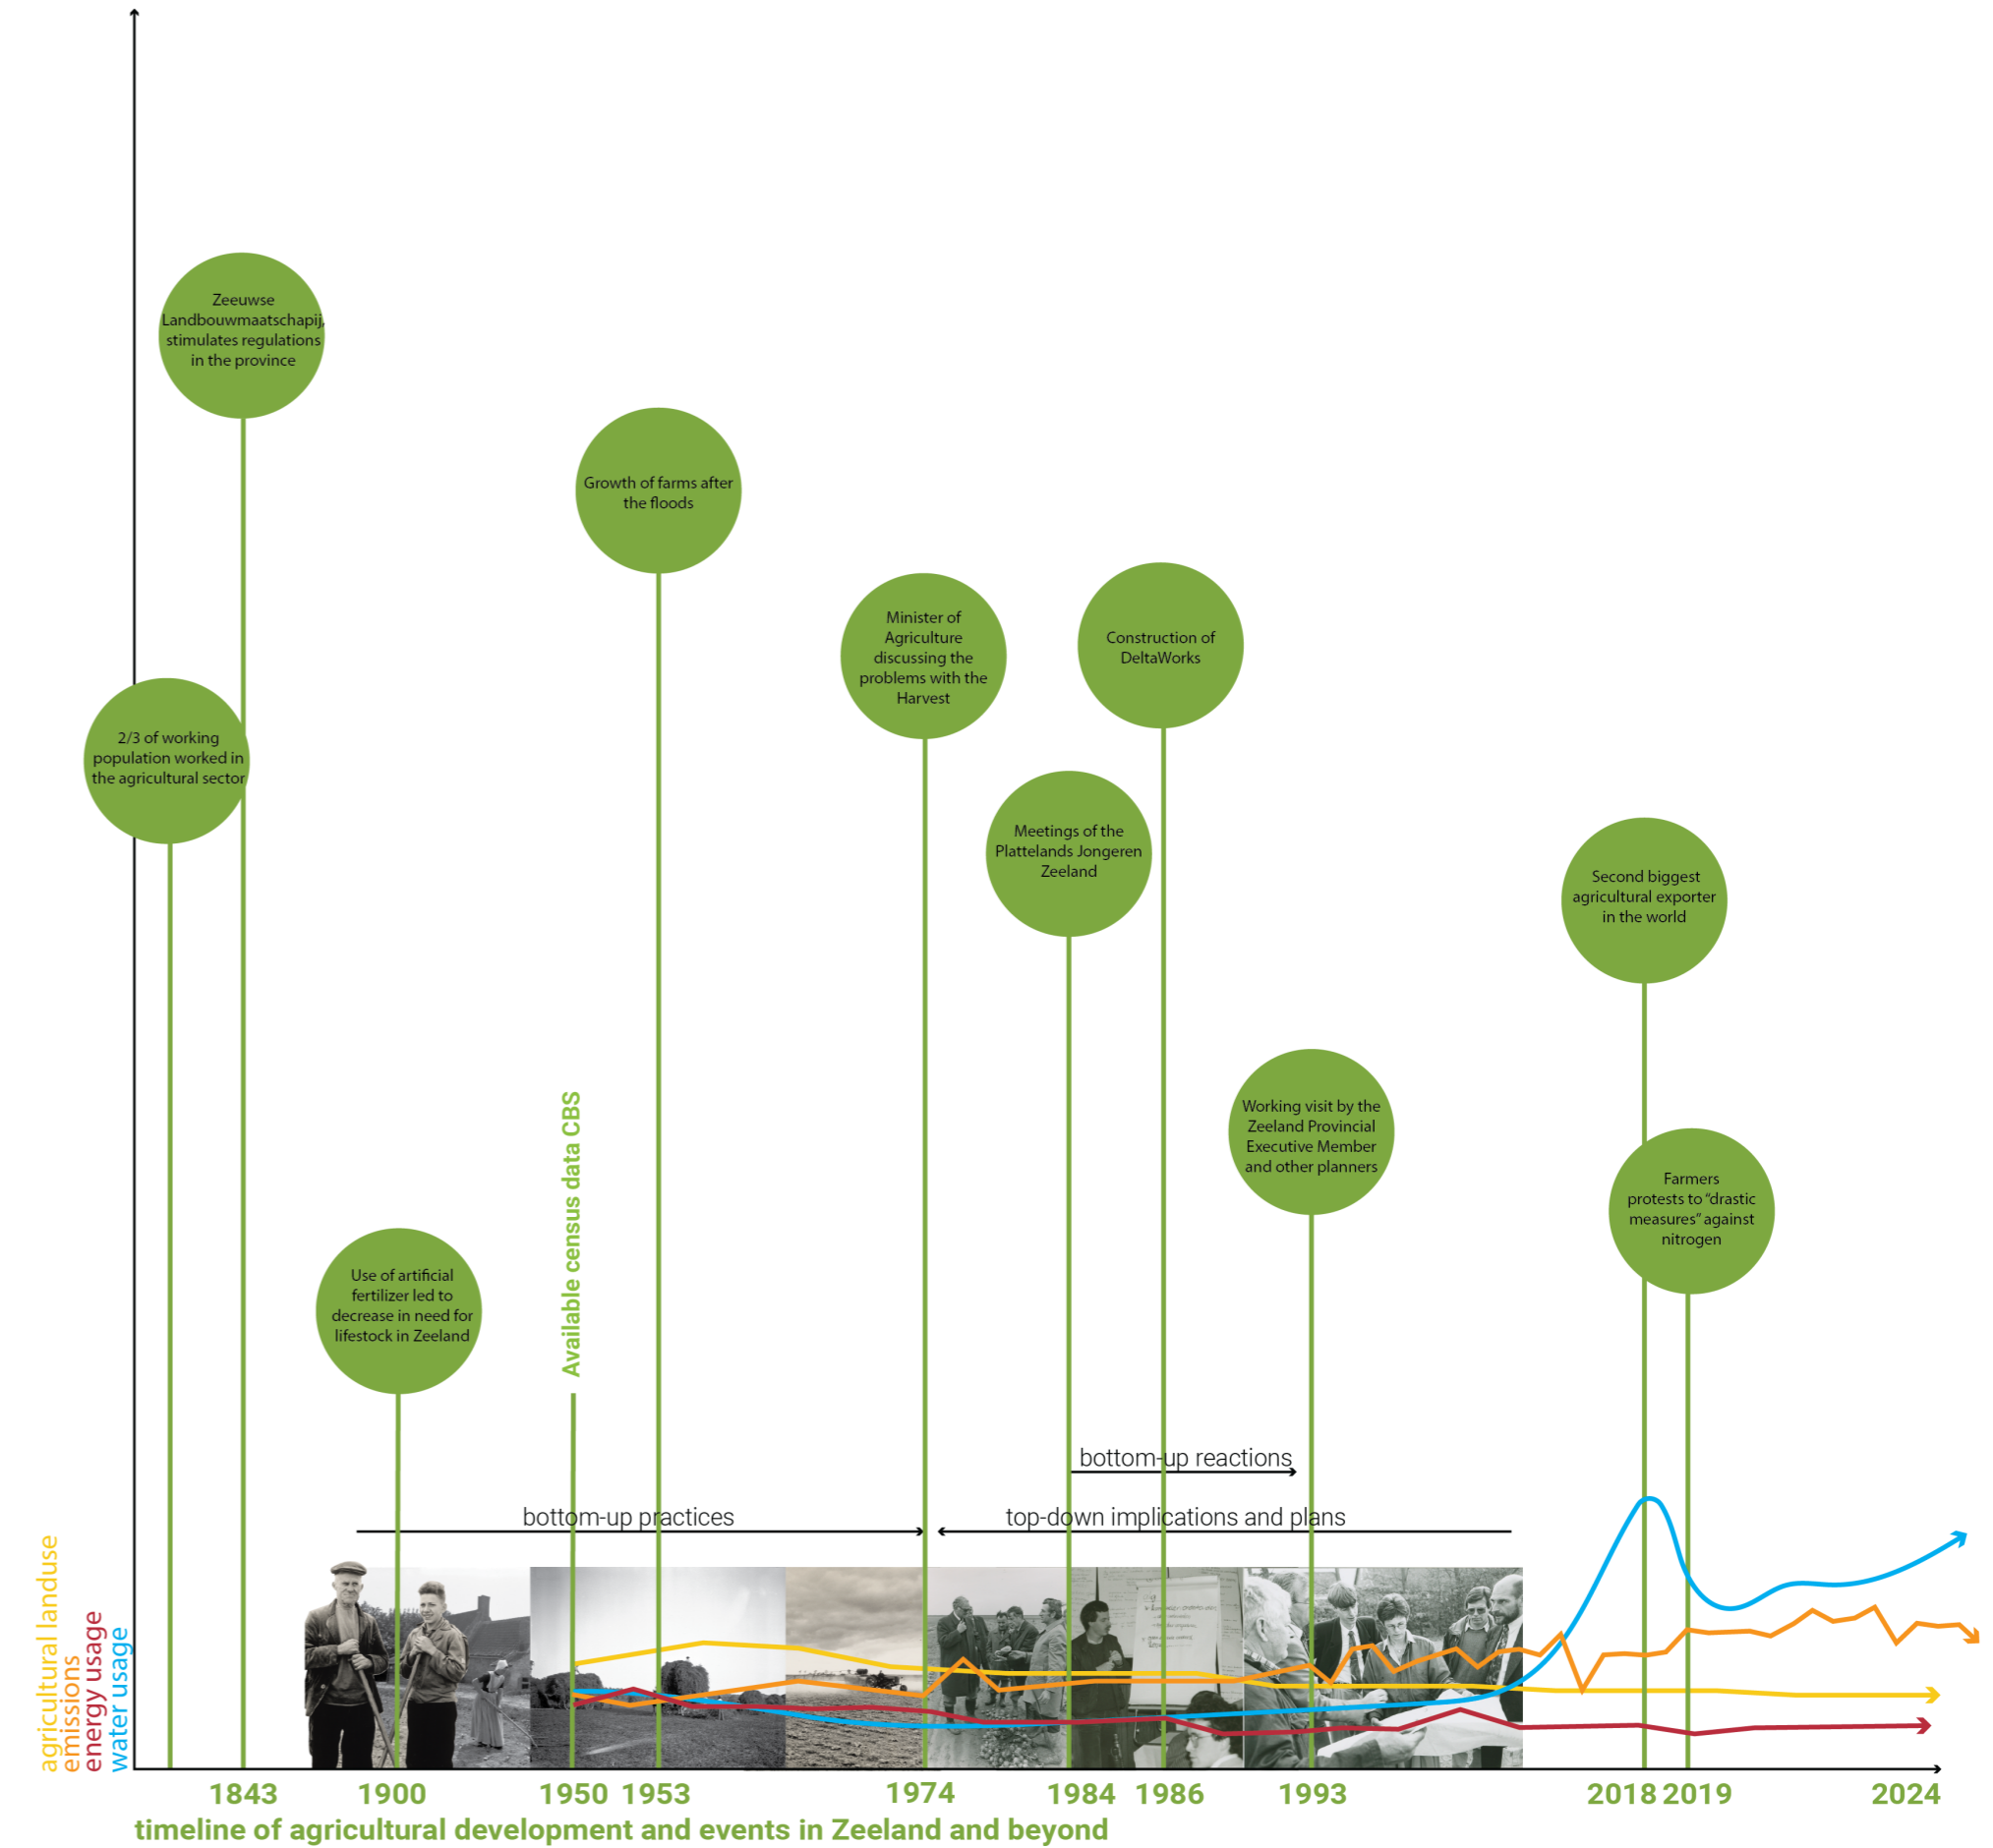 Zeeuwse
Landbouwmaatschapij,
stimulates regulations
in the province
2/3 of working
population worked in
the agricultural sector
Use of artificial
fertilizer led to
decrease in need for
lifestock in Zeeland
Available census data CBS
Growth of farms after
the floods
Minister of
Agriculture
discussing the
problems with the
Harvest
Meetings of the
Plattelands Jongeren
Zeeland
Construction of
DeltaWorks
Working visit by the
Zeeland Provincial
Executive Member
and other planners
Second biggest
agricultural exporter
in the world
Farmers
protests to “drastic
measures” against
nitrogen
bottom-up reactions
bottom-up practices
top-down implications and plans
agricultural landuse
emissions
energy usage
water usage
1843 1900 1950 1953 1974 1984 1986 1993 2018 2019 2024
timeline of agricultural development and events in Zeeland and beyond